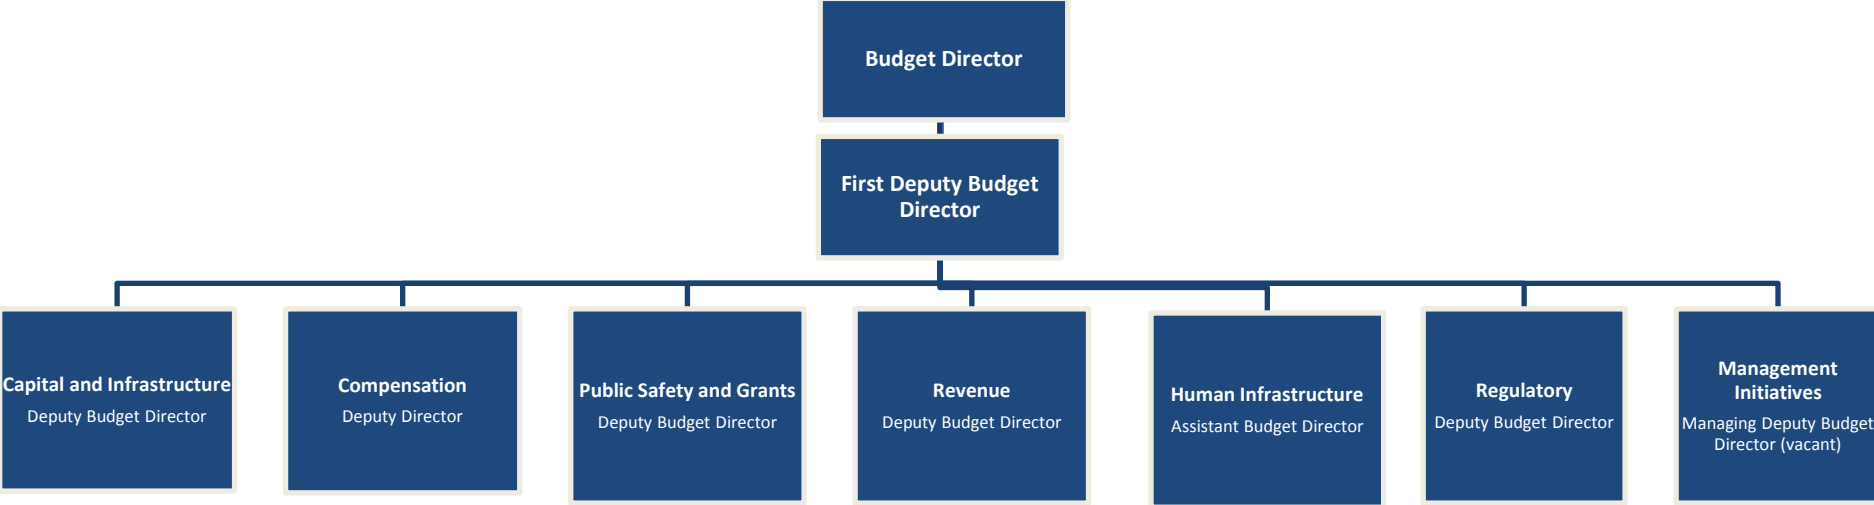 Budget Director
First Deputy Budget
Director
Capital and Infrastructure
Deputy Budget Director
Compensation
Deputy Director
Public Safety and Grants
Deputy Budget Director
Revenue
Deputy Budget Director
Human Infrastructure
Assistant Budget Director
Regulatory
Deputy Budget Director
Management
Initiatives
Managing Deputy Budget
Director (vacant)